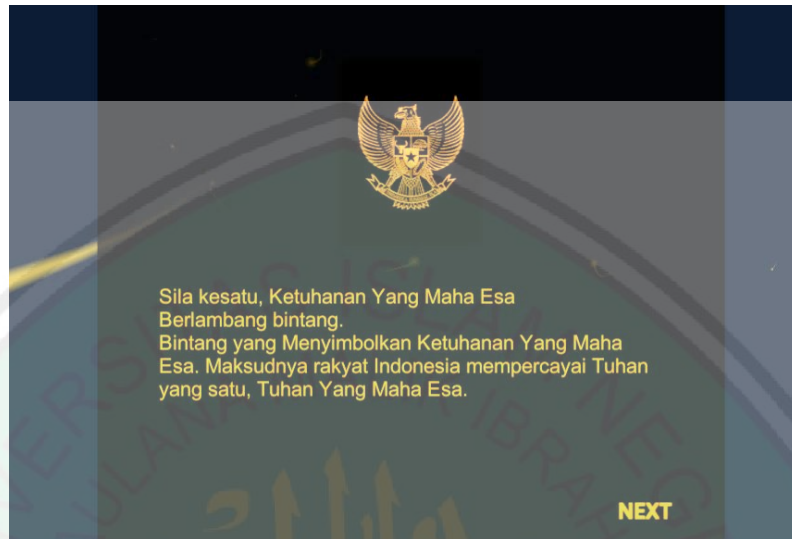 Sila kesatu, Ketuhanan Yang Maha Esa
Berlambang bintang.
Bintang yang Menyimbolkan Ketuhanan Yang Maha
Esa. Maksudnya rakyat Indonesia mempercayai Tuhan
yang satu, Tuhan Yang Maha Esa.
NEXT